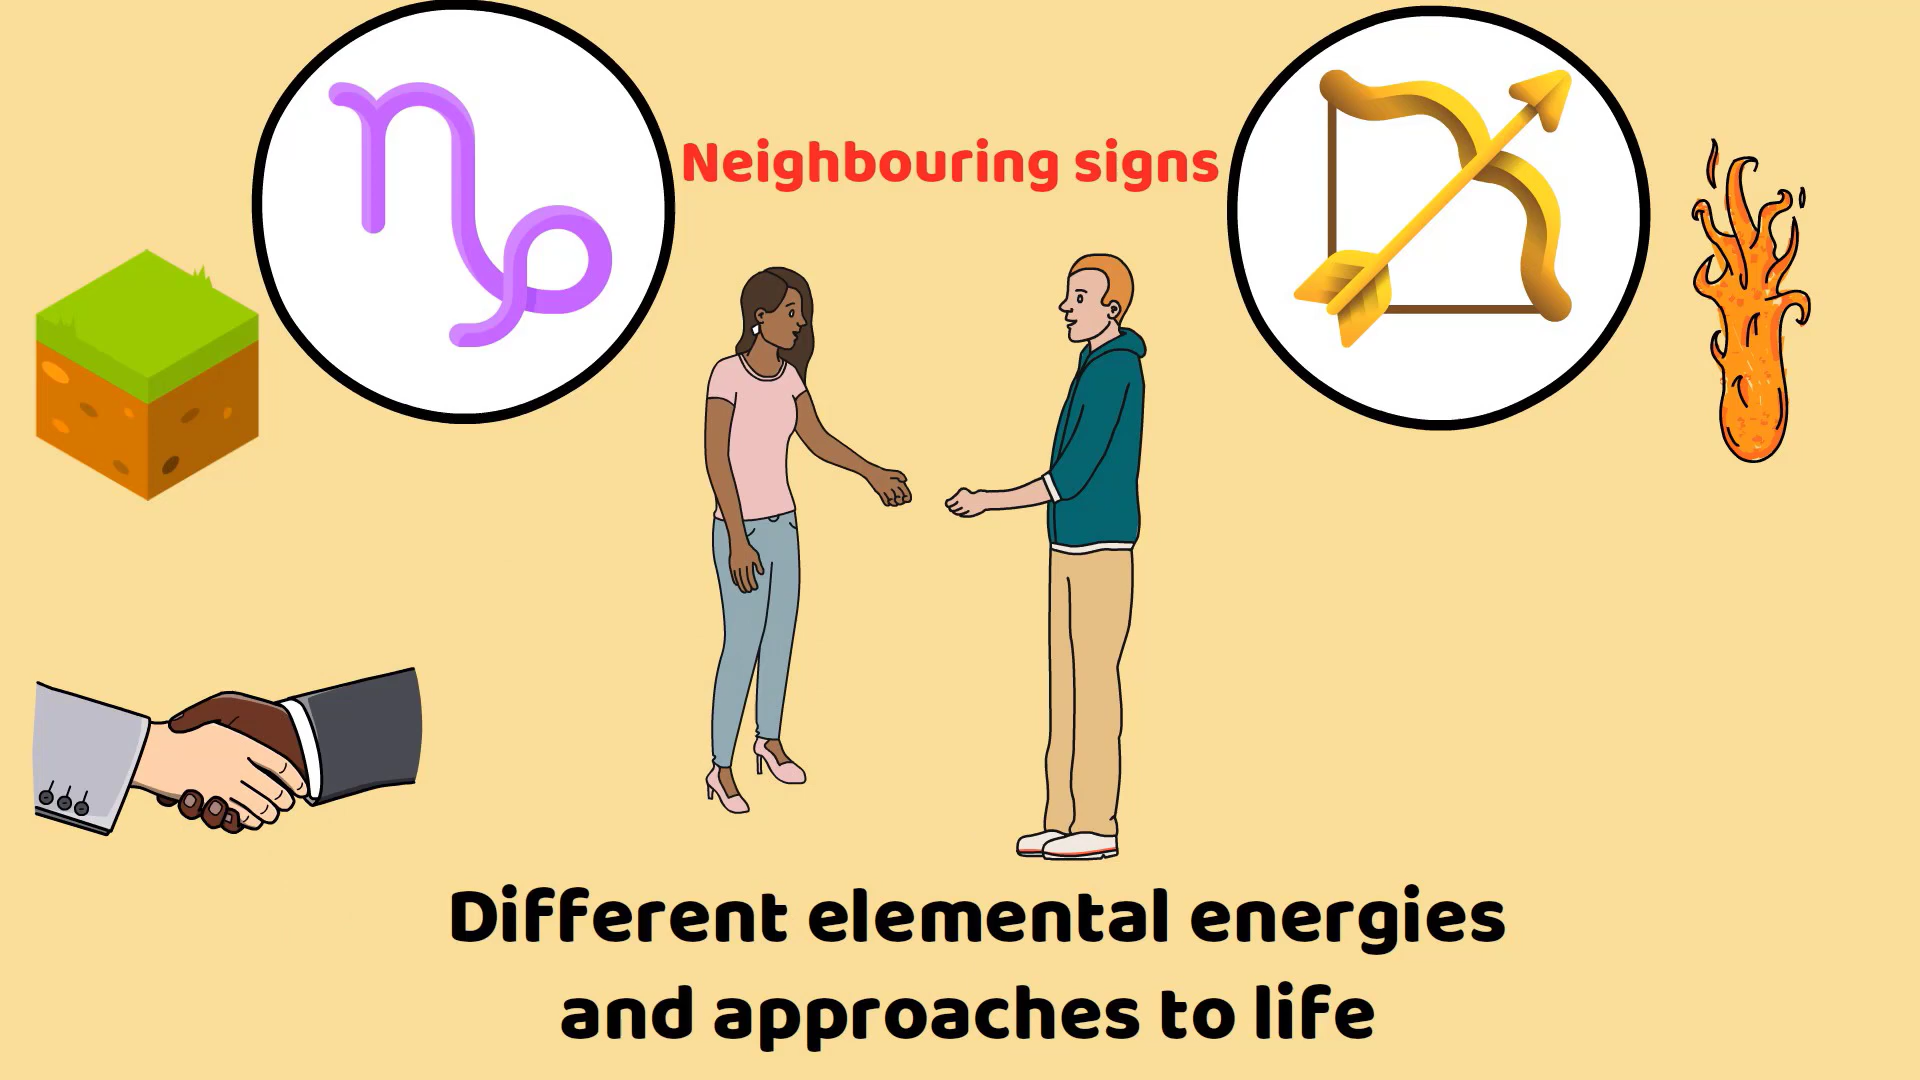 Neighbouring signs
Different elemental energies
and approaches to life